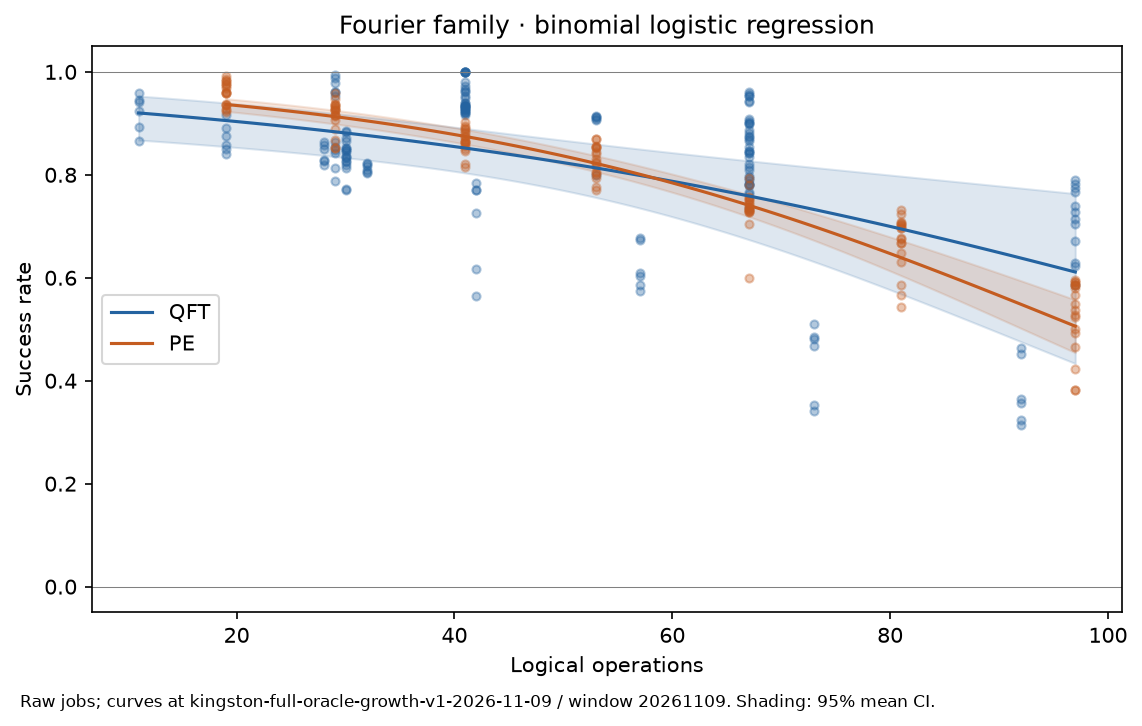 Fourier family · binomial logistic regression
Success rate
1.0
0.8
0.6
0.4
0.2
0.0
QFT
PE
20
40
60
80
100
Logical operations
Raw jobs; curves at kingston-full-oracle-growth-v1-2026-11-09 / window 20261109. Shading: 95% mean CI.